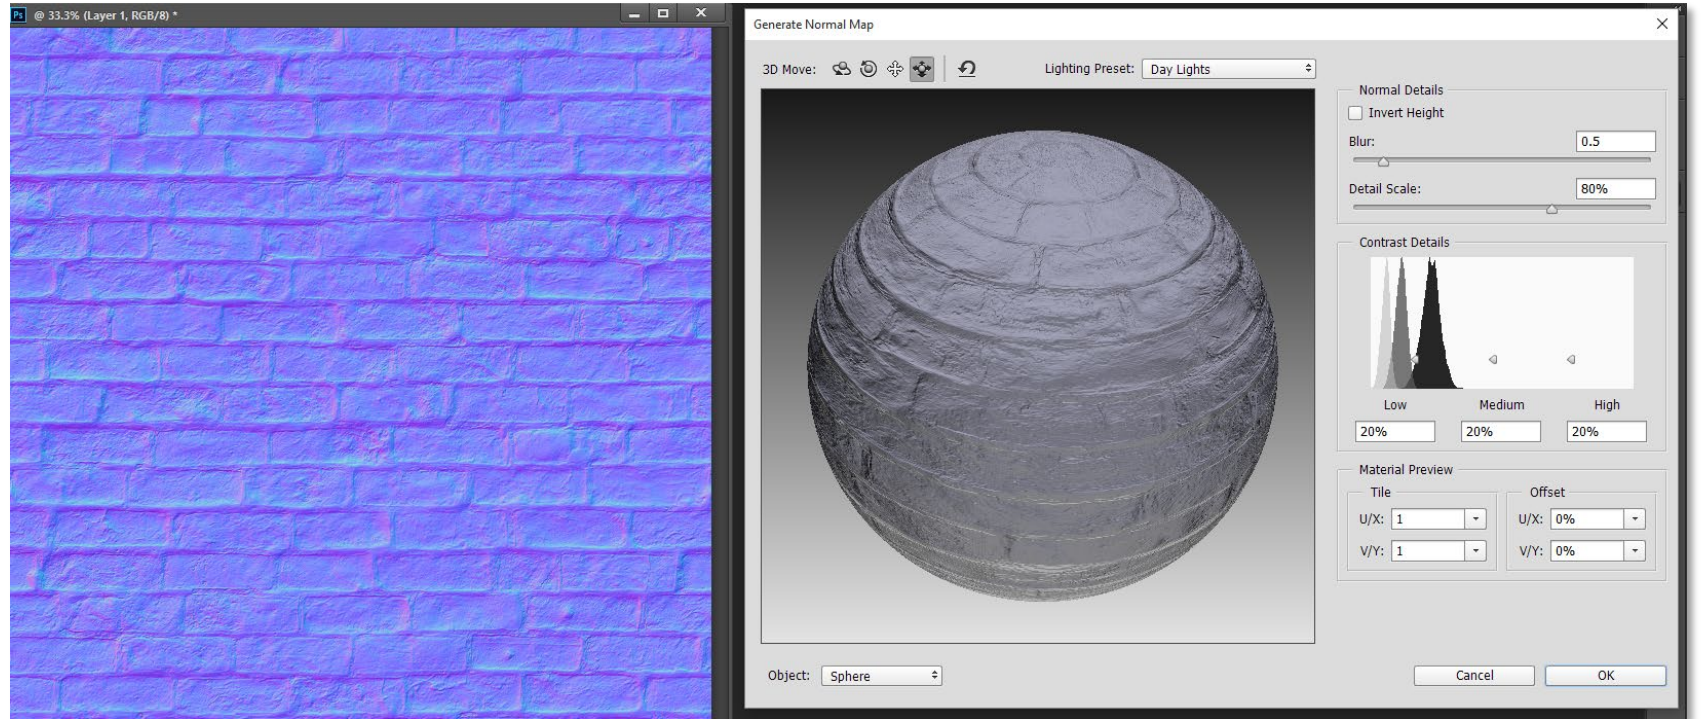 Ps @ 33.3% (Layer 1, RGB/8) *
Generate Normal Map
3D Move:
Lighting Preset: Day Lights
Normal Details
Invert Height
Blur: 0.5
Detail Scale: 80%
Contrast Details
Low Medium High
20% 20% 20%
Material Preview
Tile Offset
U/X: 1 U/X: 0%
V/Y: 1 V/Y: 0%
Object: Sphere
Cancel OK